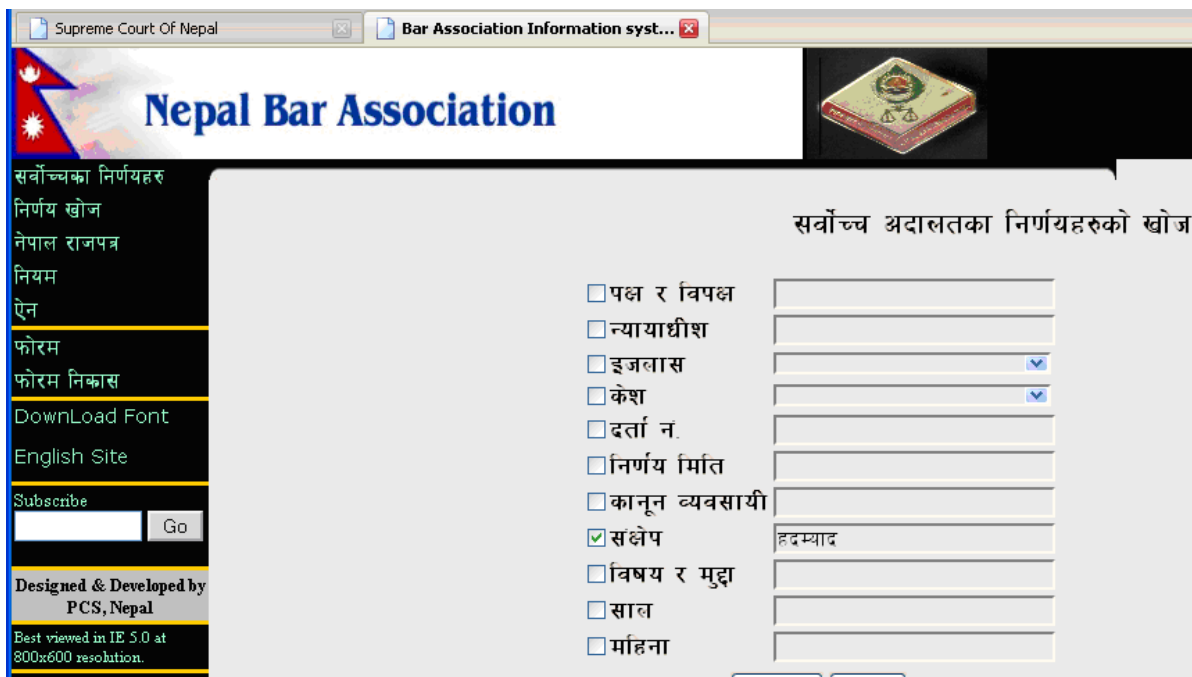 Supreme Court Of Nepal
Bar Association Information syst...
Nepal Bar Association
सर्वोच्चका निर्णयहरु
निर्णय खोज
नेपाल राजपत्र
नियम
ऐन
फोरम
फोरम निकास
DownLoad Font
English Site
Subscribe
Go
Designed & Developed by
PCS, Nepal
Best viewed in IE 5.0 at
800x600 resolution.
सर्वोच्च अदालतका निर्णयहरुको खोज
पक्ष र विपक्ष
न्यायाधीश
इजलास
केश
दर्ता नं.
निर्णय मिति
कानून व्यवसायी
संक्षेप हदम्याद
विषय र मुद्दा
साल
महिना